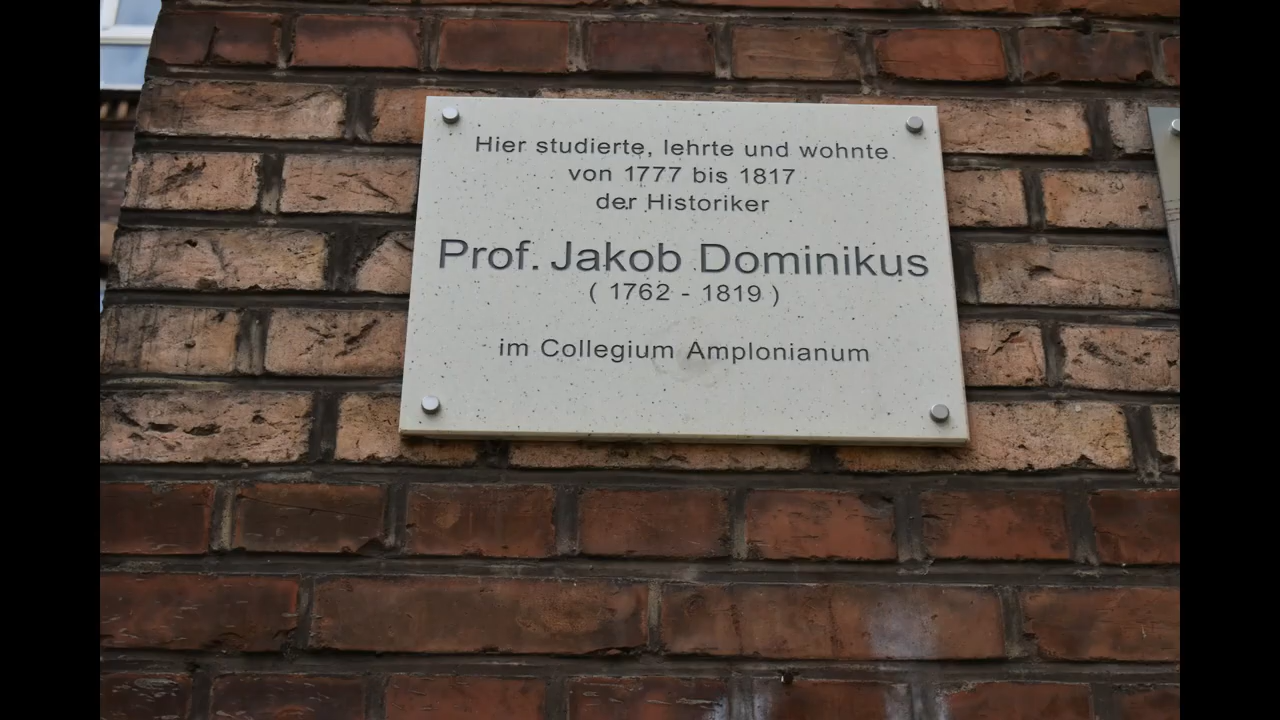 Hier studierte, lehrte und wohnte
von 1777 bis 1817
der Historiker
Prof. Jakob Dominikus
( 1762 - 1819 )
im Collegium Amplonianum